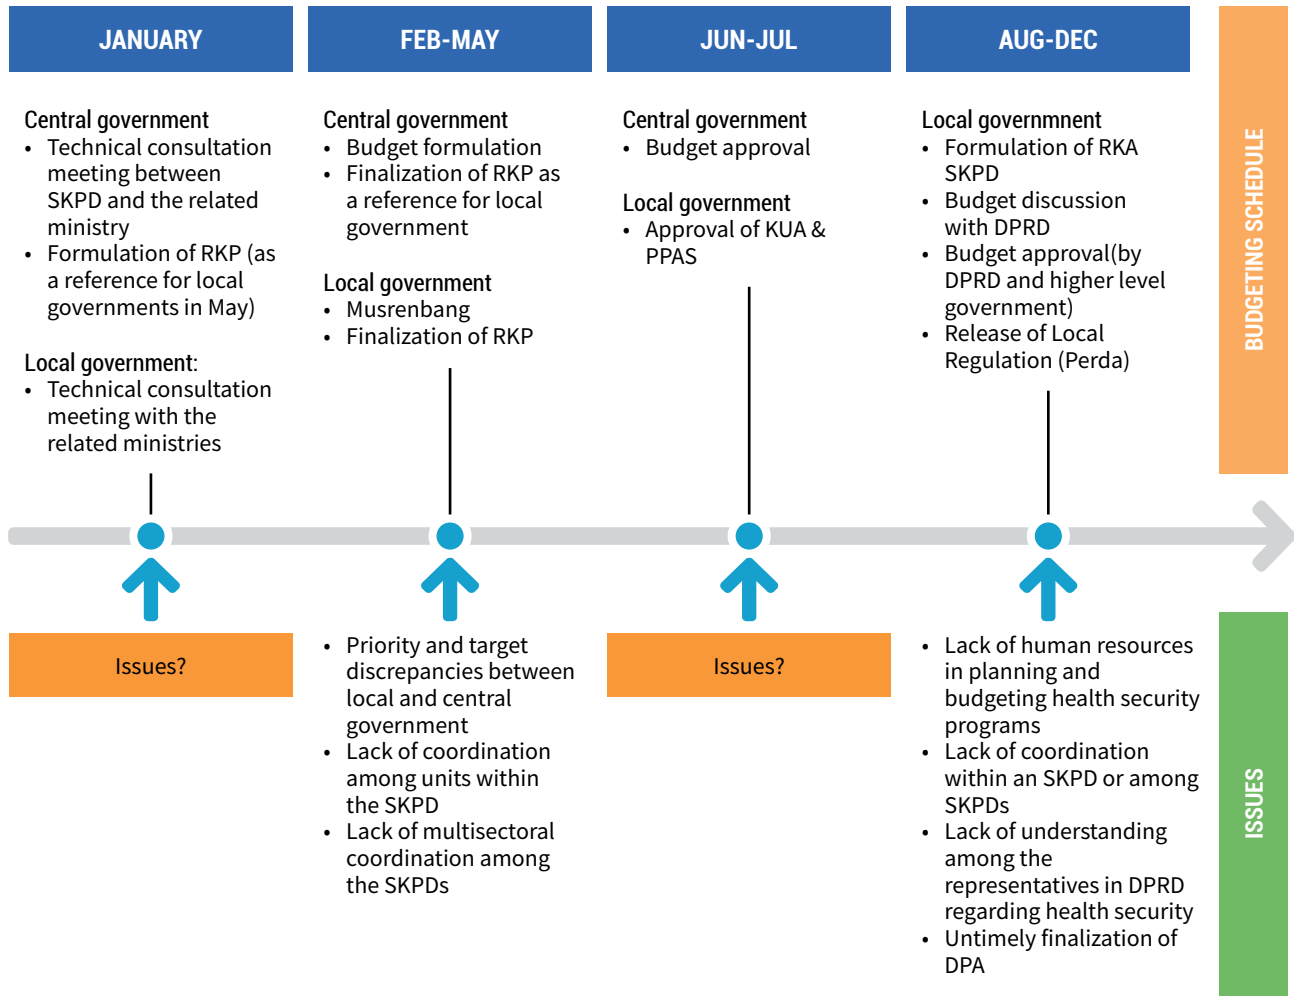 JANUARY
Central government
• Technical consultation
meeting between
SKPD and the related
ministry
• Formulation of RKP (as
a reference for local
governments in May)
Local government:
• Technical consultation
meeting with the
related ministries
FEB-MAY
Central government
• Budget formulation
• Finalization of RKP as
a reference for local
government
Local government
• Musrenbang
• Finalization of RKP
JUN-JUL
Central government
• Budget approval
Local government
• Approval of KUA &
PPAS
AUG-DEC
Local governmnent
• Formulation of RKA
SKPD
• Budget discussion
with DPRD
• Budget approval(by
DPRD and higher level
government)
• Release of Local
Regulation (Perda)
BUDGETING SCHEDULE
Issues?
• Priority and target
discrepancies between
local and central
government
• Lack of coordination
among units within
the SKPD
• Lack of multisectoral
coordination among
the SKPDs
Issues?
• Lack of human resources
in planning and
budgeting health security
programs
• Lack of coordination
within an SKPD or among
SKPDs
• Lack of understanding
among the
representatives in DPRD
regarding health security
• Untimely finalization of
DPA
ISSUES